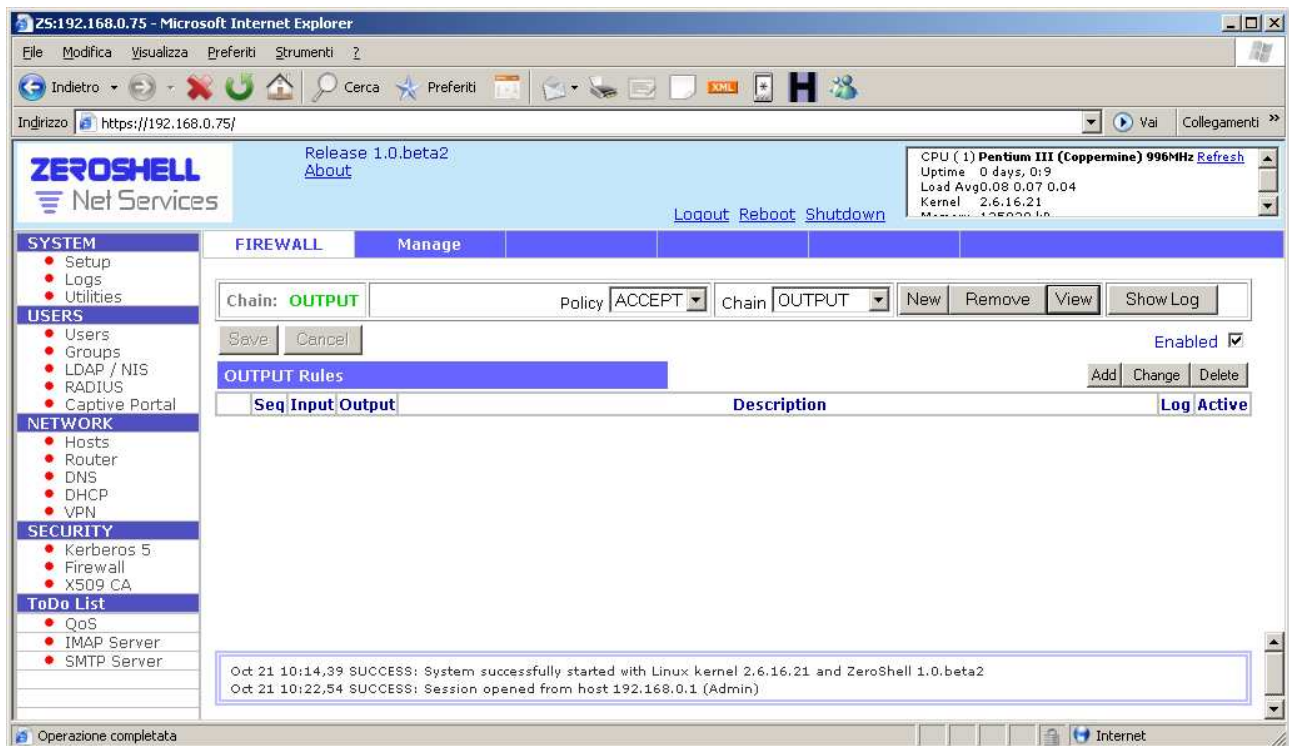 ZS:192.168.0.75 - Microsoft Internet Explorer
File Modifica Visualizza Preferiti Strumenti ?
Indietro Cerca Preferiti XML H
Indirizzo https://192.168.0.75/ Vai Collegamenti »
ZEROSHELL
Net Services
Release 1.0.beta2
About
Logout Reboot Shutdown
CPU (1) Pentium III (Coppermine) 996MHz Refresh
Uptime 0 days, 0:9
Load Avg0.08 0.07 0.04
Kernel 2.6.16.21
SYSTEM
Setup
Logs
Utilities
USERS
Users
Groups
LDAP / NIS
RADIUS
Captive Portal
NETWORK
Hosts
Router
DNS
DHCP
VPN
SECURITY
Kerberos 5
Firewall
X509 CA
ToDo List
QoS
IMAP Server
SMTP Server
FIREWALL Manage
Chain: OUTPUT Policy ACCEPT Chain OUTPUT New Remove View Show Log
Save Cancel Enabled
OUTPUT Rules Add Change Delete
Seq Input Output Description Log Active
Oct 21 10:14,39 SUCCESS: System successfully started with Linux kernel 2.6.16.21 and ZeroShell 1.0.beta2
Oct 21 10:22,54 SUCCESS: Session opened from host 192.168.0.1 (Admin)
Operazione completata Internet